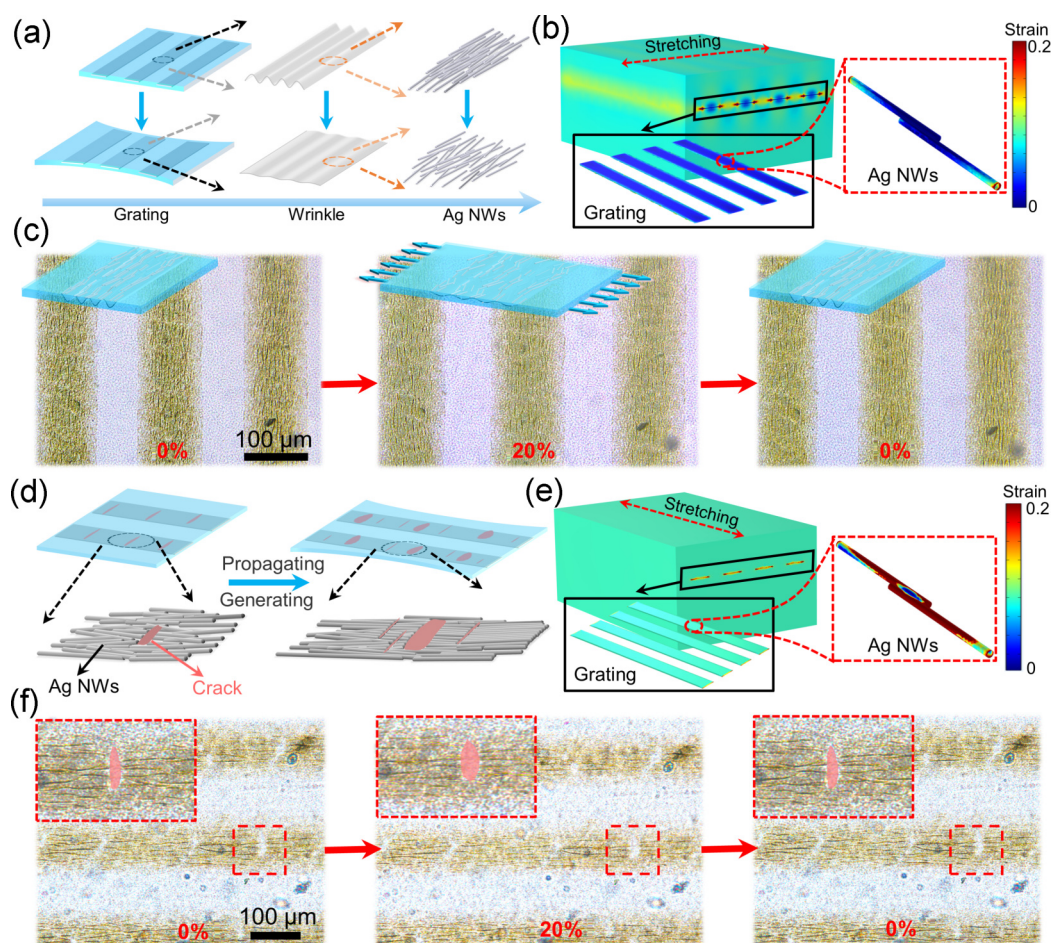 (a)
Grating
Wrinkle
Ag NWs
(b)
Stretching
Grating
Ag NWs
Strain
0.2
0
(c)
0%
100 µm
20%
0%
(d)
Propagating
Generating
Ag NWs
Crack
(e)
Stretching
Grating
Ag NWs
Strain
0.2
0
(f)
0%
100 µm
20%
0%